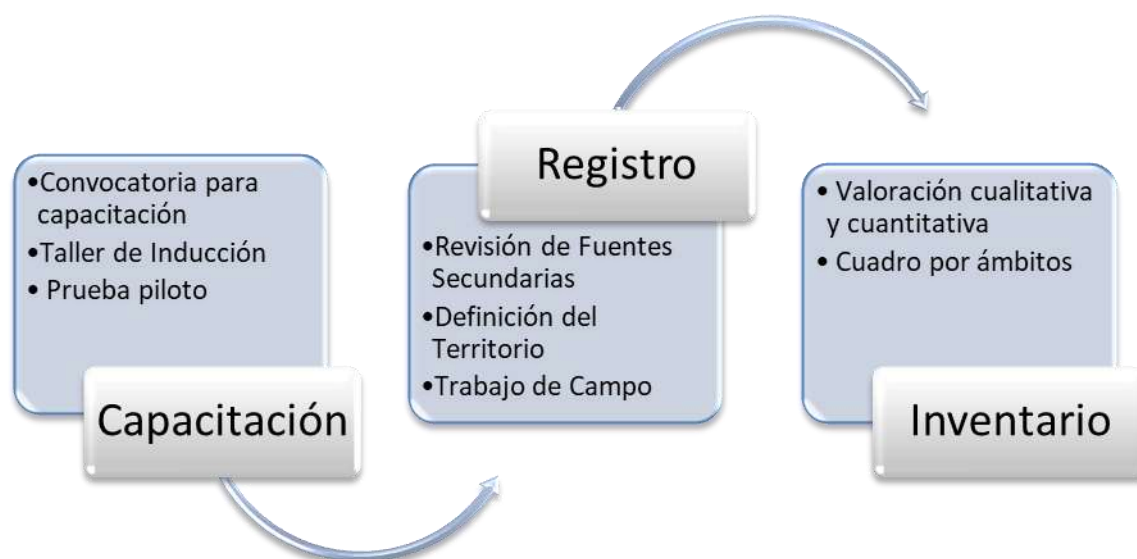 •Convocatoria para
capacitación
•Taller de Inducción
• Prueba piloto
Capacitación
Registro
•Revisión de Fuentes
Secundarias
•Definición del
Territorio
•Trabajo de Campo
• Valoración cualitativa
y cuantitativa
• Cuadro por ámbitos
Inventario